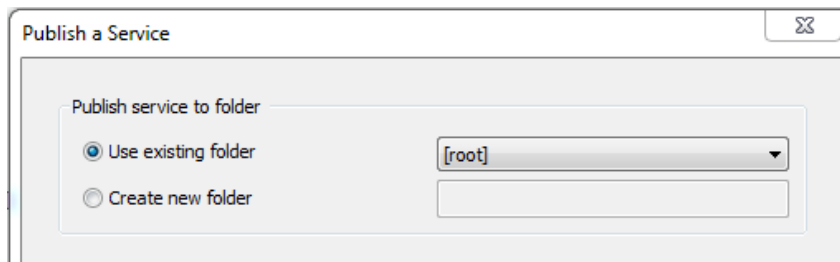 Publish a Service
Publish service to folder
Use existing folder
[root]
Create new folder